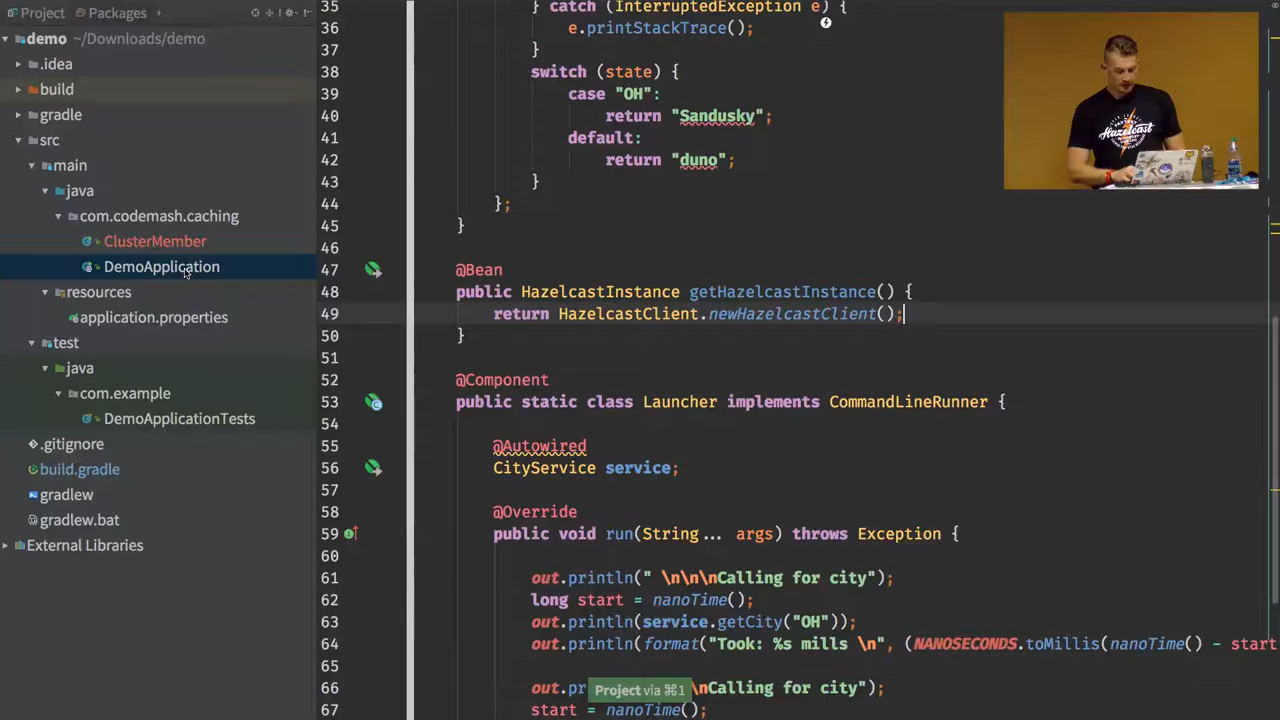 Project
Packages
demo ~/Downloads/demo
.idea
build
gradle
src
main
java
com.codemash.caching
ClusterMember
DemoApplication
resources
application.properties
test
java
com.example
DemoApplicationTests
.gitignore
build.gradle
gradlew
gradlew.bat
External Libraries
35 } catch (InterruptedException e) {
36 e.printStackTrace();
37 }
38 switch (state) {
39 case "OH":
40 return "Sandusky";
41 default:
42 return "duno";
43 }
44 };
45 }
46
47 @Bean
48 public HazelcastInstance getHazelcastInstance() {
49 return HazelcastClient.newHazelcastClient();
50 }
51
52 @Component
53 public static class Launcher implements CommandLineRunner {
54
55 @Autowired
56 CityService service;
57
58 @Override
59 public void run(String... args) throws Exception {
60
61 out.println(" \n\n\nCalling for city");
62 long start = nanoTime();
63 out.println(service.getCity("OH"));
64 out.println(format("Took: %s mills \n", (NANOSECONDS.toMillis(nanoTime() - start
65
66 out.pr \nCalling for city");
Project via ⌘1
67 start = nanoTime();
Hazelcast